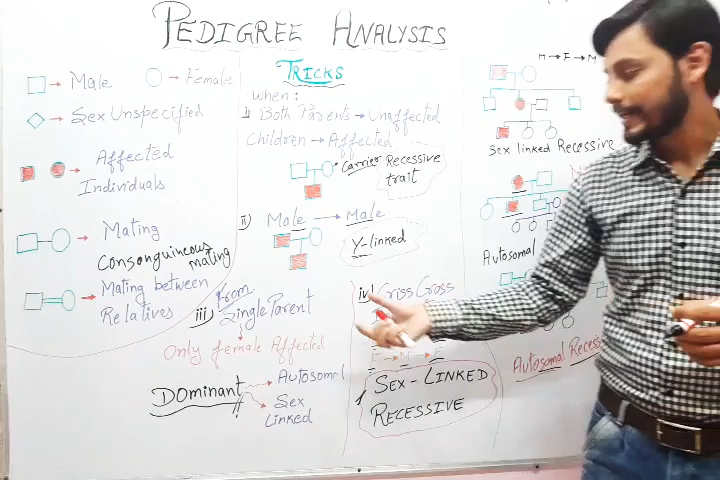 PEDIGREE ANALYSIS
□ → Male ○ → Female
◇ → Sex Unspecified
→ Affected
Individuals
→ Mating
Consonguineous
mating
→ Mating between
Relatives
TRICKS
When:
i) Both Parents → Unaffected
Children → Affected
Carrier Recessive
trait
ii) Male → Male
Y-linked
iii) from
Single Parent
Only female Affected
DOminant → Autosomal
→ Sex
Linked
iv) Criss Cross
SEX-LINKED
RECESSIVE
M → F → M
Sex linked Recessive
Autosomal
Autosomal Recess